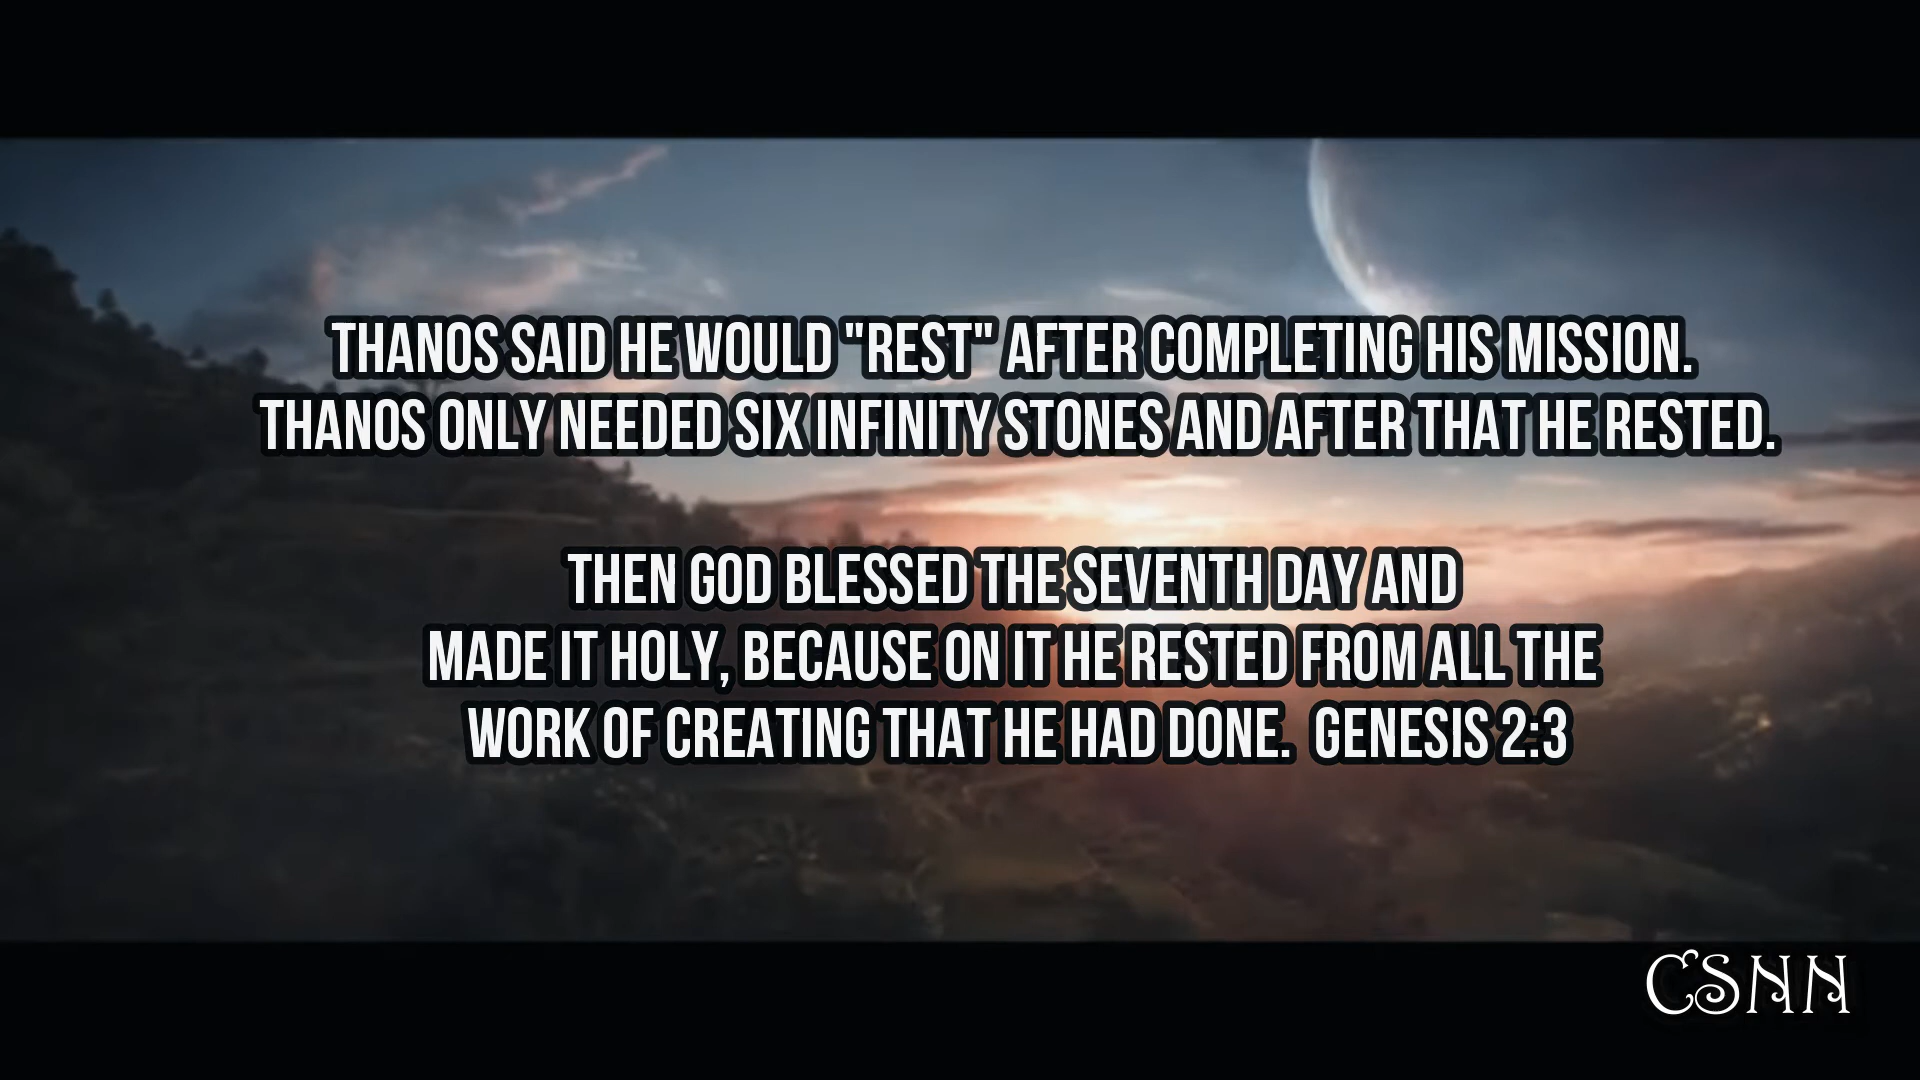 THANOS SAID HE WOULD "REST" AFTER COMPLETING HIS MISSION.
THANOS ONLY NEEDED SIX INFINITY STONES AND AFTER THAT HE RESTED.
THEN GOD BLESSED THE SEVENTH DAY AND
MADE IT HOLY, BECAUSE ON IT HE RESTED FROM ALL THE
WORK OF CREATING THAT HE HAD DONE. GENESIS 2:3
CSNN